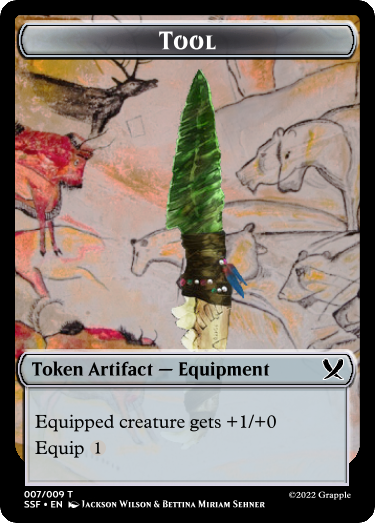 Tool
Token Artifact — Equipment
Equipped creature gets +1/+0
Equip 1
007/009 T
SSF • EN Jackson Wilson & Bettina Miriam Sehner
©2022 Grapple